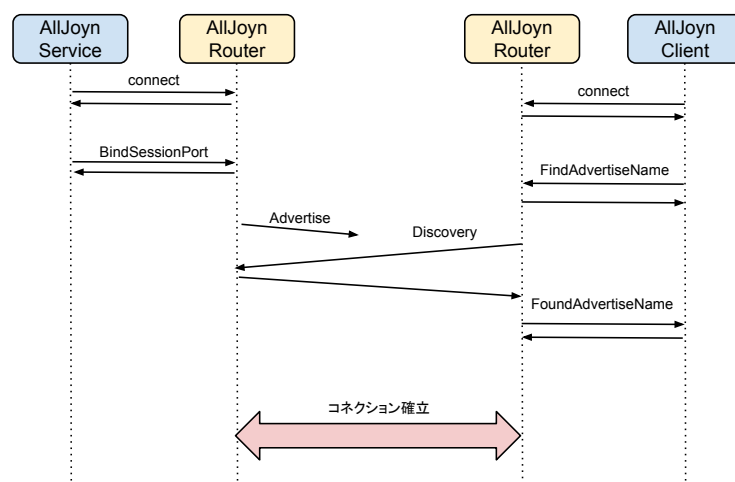 AllJoyn
Service
AllJoyn
Router
AllJoyn
Router
AllJoyn
Client
connect
connect
BindSessionPort
FindAdvertiseName
Advertise
Discovery
FoundAdvertiseName
コネクション確立